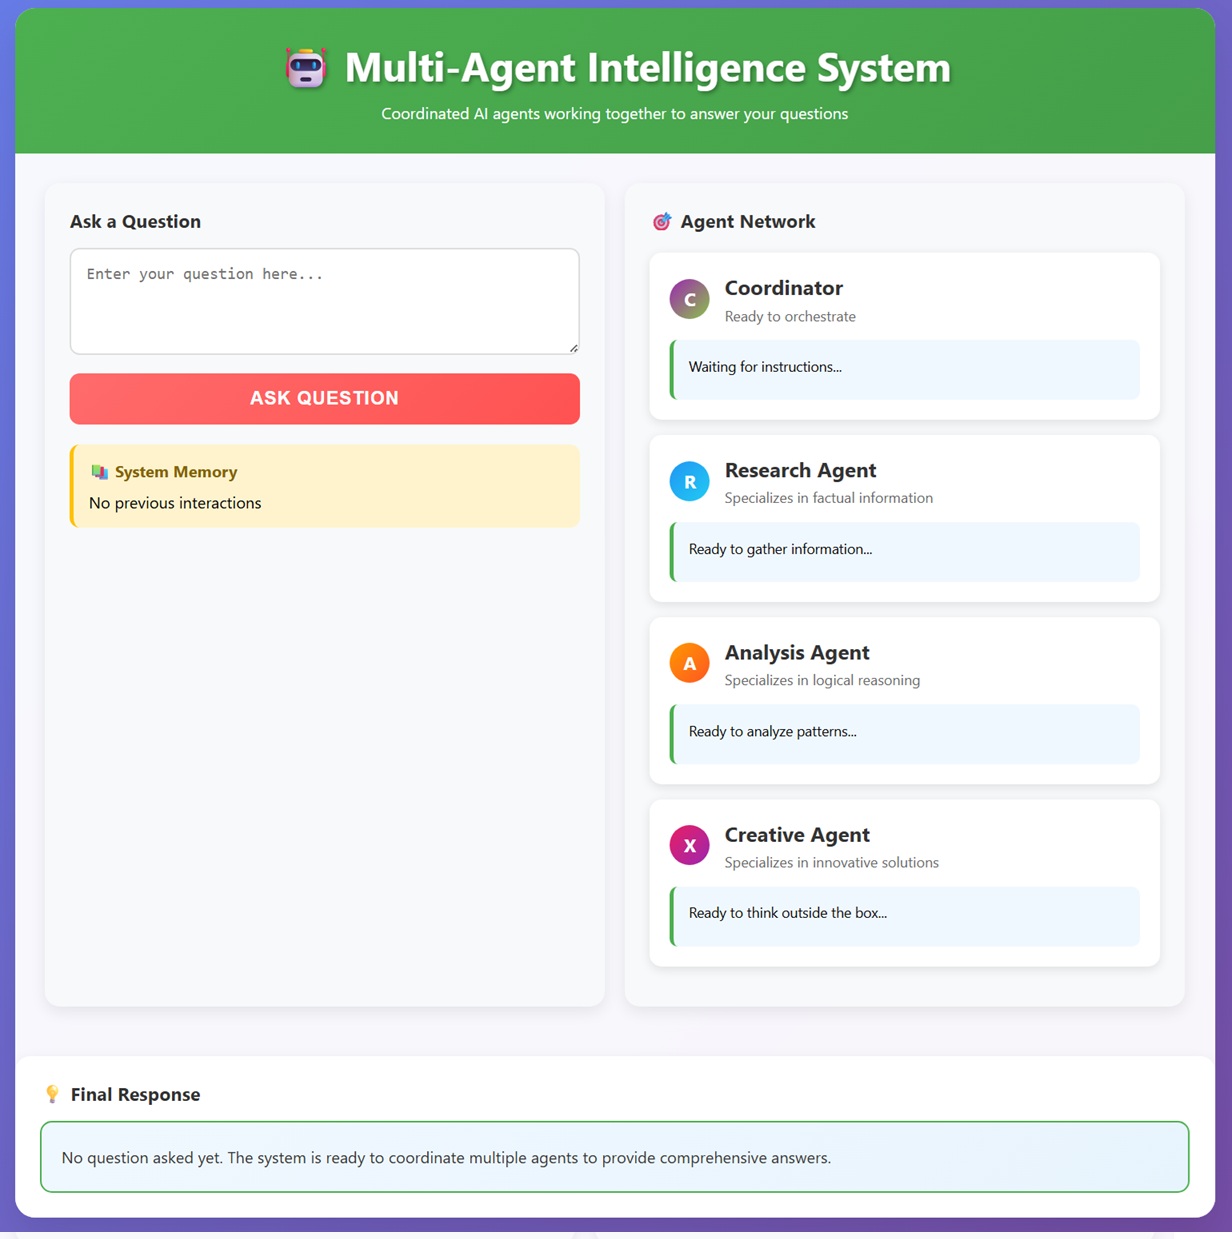 Multi-Agent Intelligence System
Coordinated AI agents working together to answer your questions
Ask a Question
Enter your question here...
ASK QUESTION
System Memory
No previous interactions
Agent Network
C
Coordinator
Ready to orchestrate
Waiting for instructions...
R
Research Agent
Specializes in factual information
Ready to gather information...
A
Analysis Agent
Specializes in logical reasoning
Ready to analyze patterns...
X
Creative Agent
Specializes in innovative solutions
Ready to think outside the box...
Final Response
No question asked yet. The system is ready to coordinate multiple agents to provide comprehensive answers.